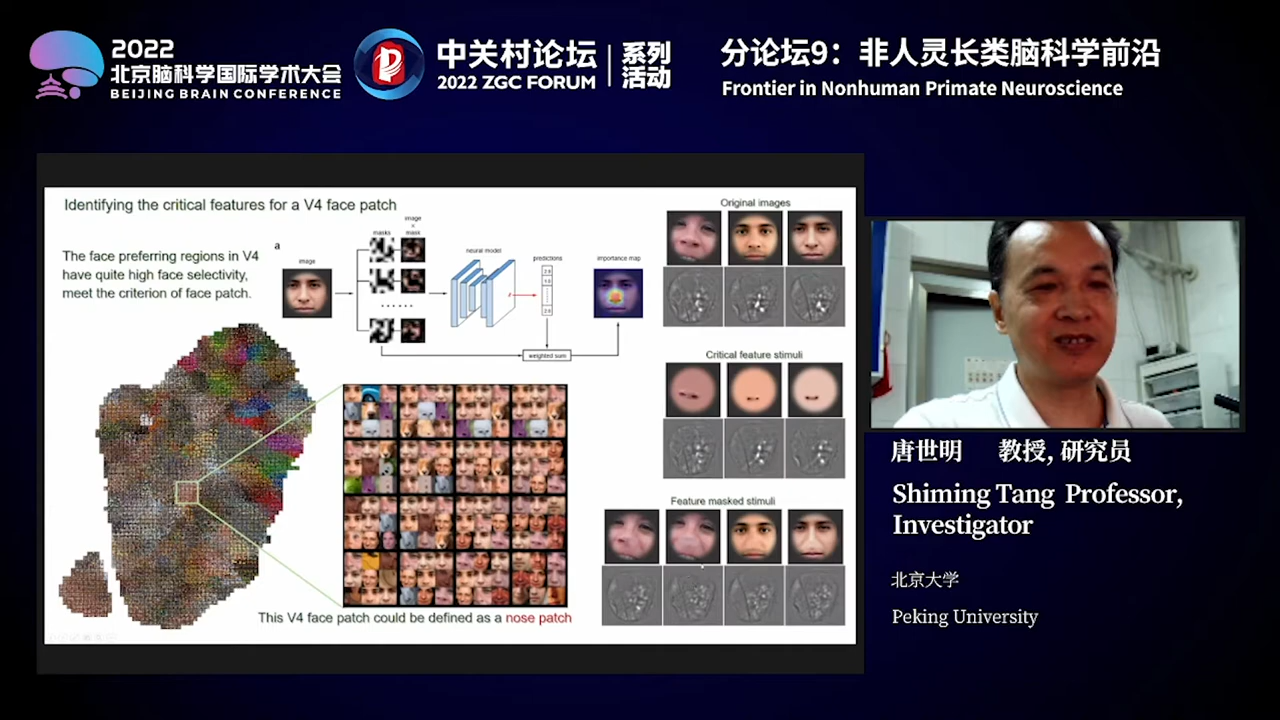 2022
北京脑科学国际学术大会
BEIJING BRAIN CONFERENCE
中关村论坛
2022 ZGC FORUM
系列
活动
分论坛9：非人灵长类脑科学前沿
Frontier in Nonhuman Primate Neuroscience
Identifying the critical features for a V4 face patch
The face preferring regions in V4
have quite high face selectivity,
meet the criterion of face patch.
a
image
masks
image
×
mask
neural model
predictions
importance map
2.8
1.0
2.0
weighted sum
This V4 face patch could be defined as a nose patch
Original images
Critical feature stimuli
Feature masked stimuli
唐世明 教授, 研究员
Shiming Tang Professor,
Investigator
北京大学
Peking University